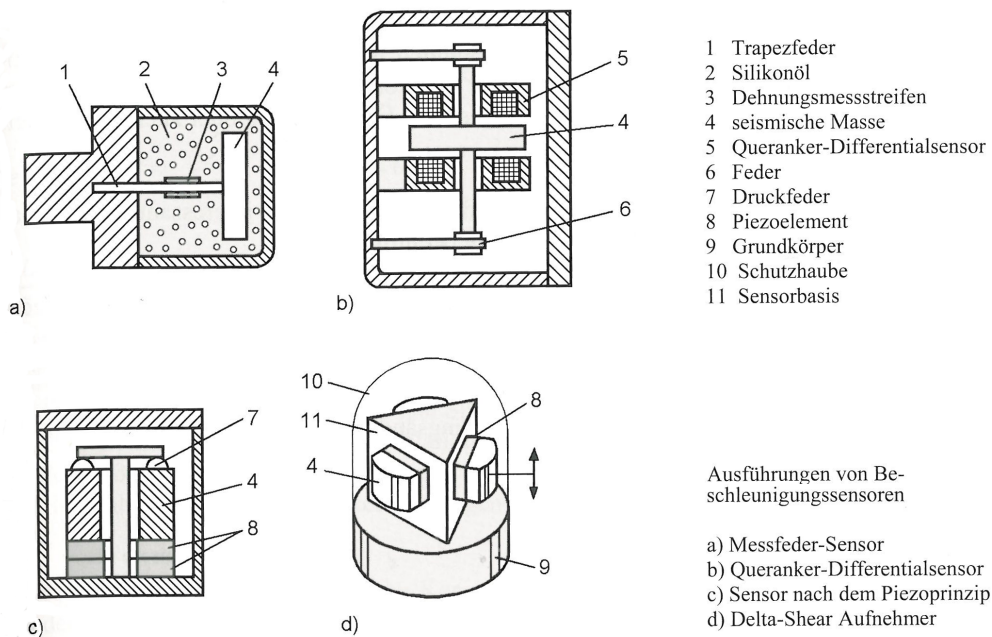 1 2 3 4
a)
5
4
6
b)
1 Trapezfeder
2 Silikonöl
3 Dehnungsmessstreifen
4 seismische Masse
5 Queranker-Differentialsensor
6 Feder
7 Druckfeder
8 Piezoelement
9 Grundkörper
10 Schutzhaube
11 Sensorbasis
7
4
8
c)
10
11
4
8
9
d)
Ausführungen von Be-
schleunigungssensoren
a) Messfeder-Sensor
b) Queranker-Differentialsensor
c) Sensor nach dem Piezoprinzip
d) Delta-Shear Aufnehmer